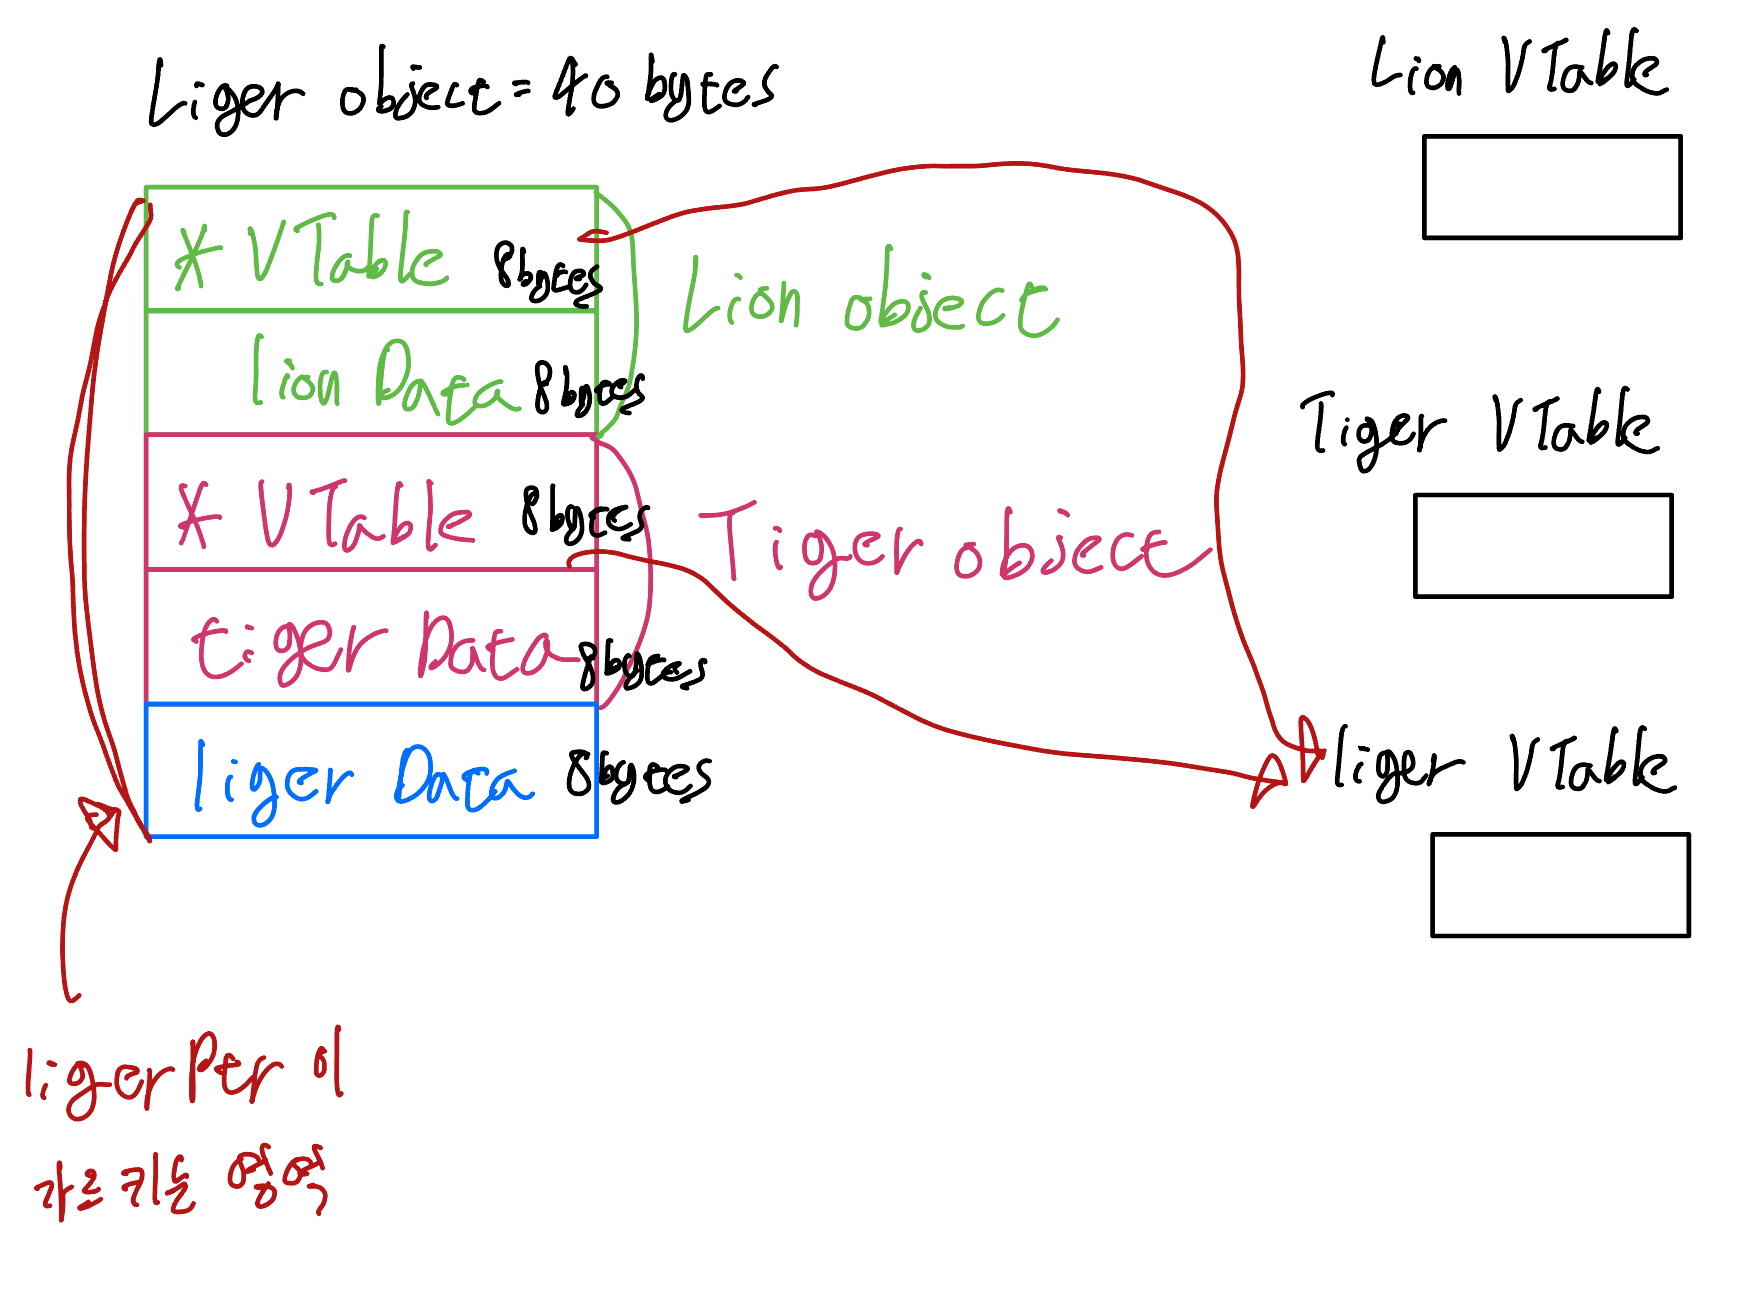 Liger object = 40 bytes
* VTable 8bytes
lion Data 8bytes
Lion object
* VTable 8bytes
tiger Data 8bytes
Tiger object
liger Data 8bytes
Lion VTable
Tiger VTable
liger VTable
ligerPtr 이
가르키는 영역